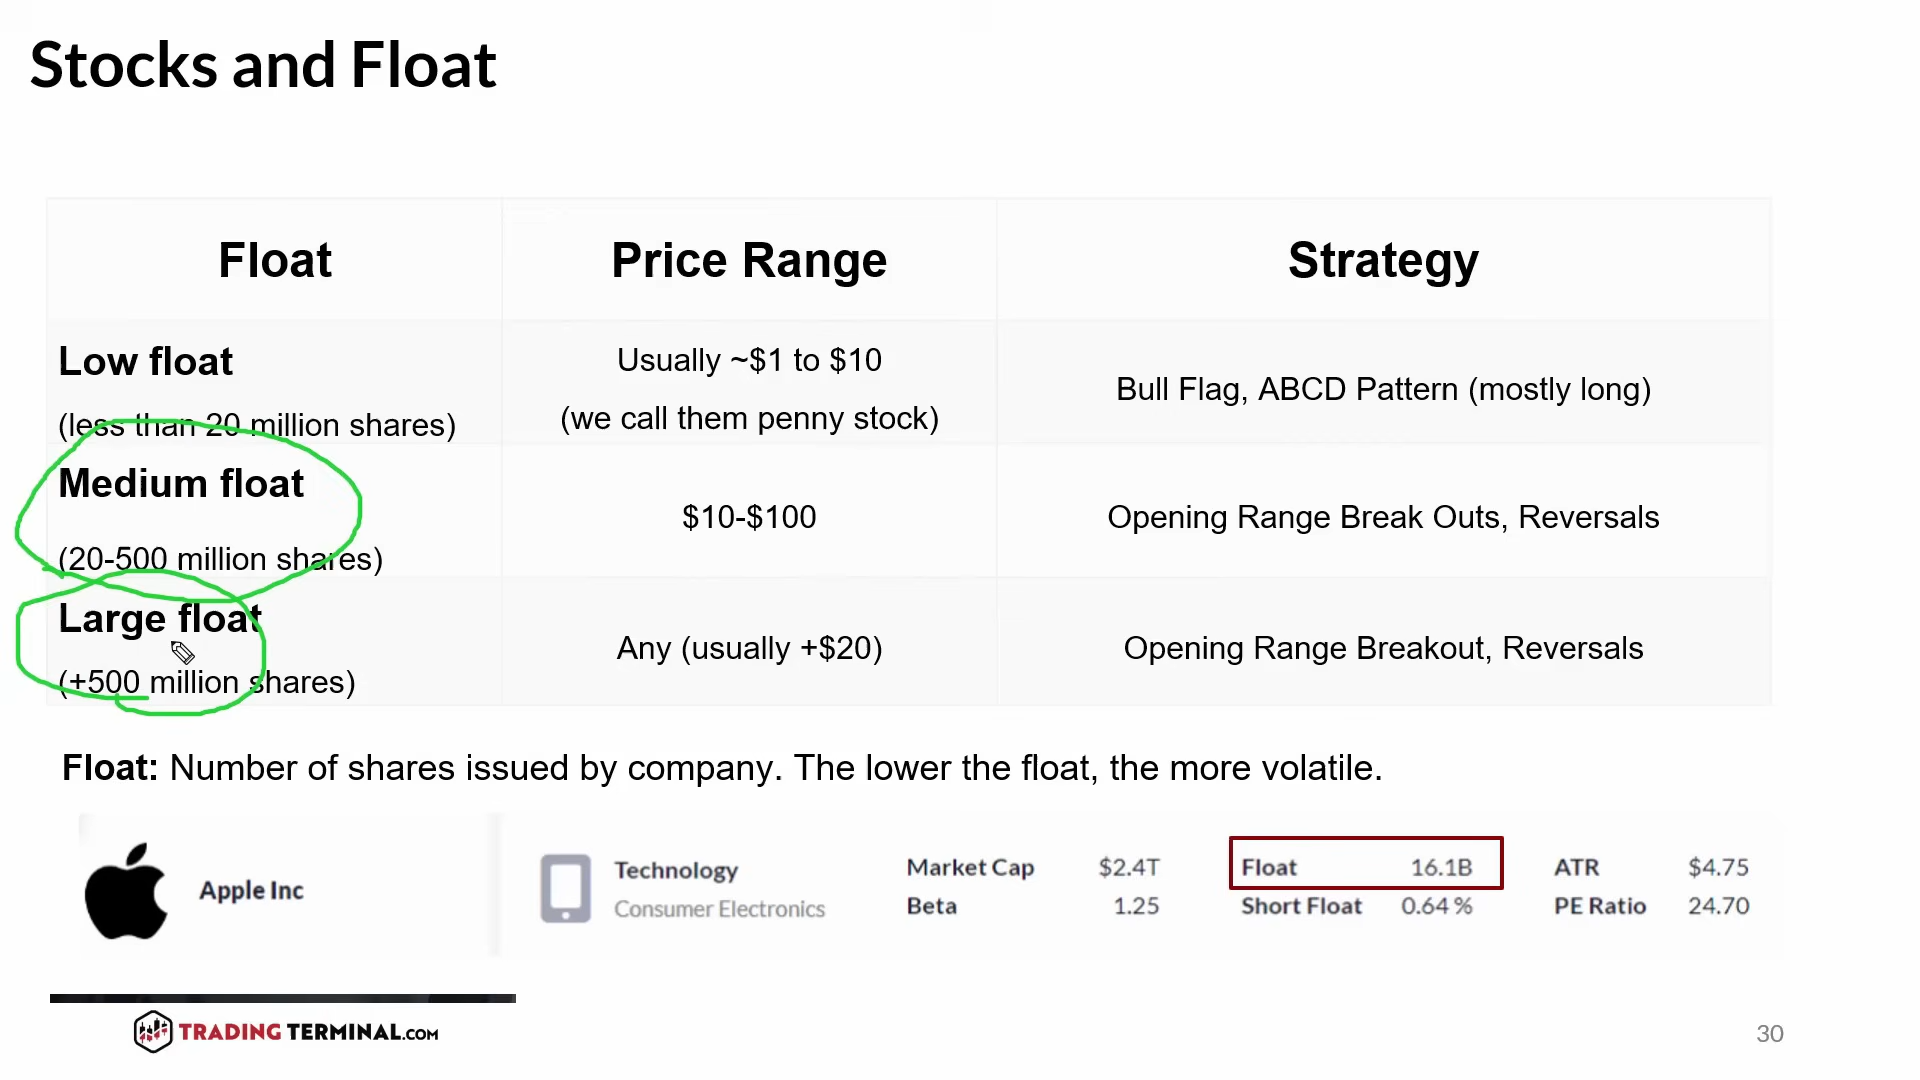 Stocks and Float
Float
Price Range
Strategy
Low float
(less than 20 million shares)
Usually ~$1 to $10
(we call them penny stock)
Bull Flag, ABCD Pattern (mostly long)
Medium float
(20-500 million shares)
$10-$100
Opening Range Break Outs, Reversals
Large float
(+500 million shares)
Any (usually +$20)
Opening Range Breakout, Reversals
Float: Number of shares issued by company. The lower the float, the more volatile.
Apple Inc
Technology
Consumer Electronics
Market Cap $2.4T
Beta 1.25
Float 16.1B
Short Float 0.64 %
ATR $4.75
PE Ratio 24.70
TRADING TERMINAL.COM
30